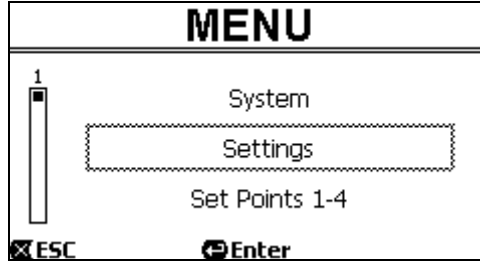 MENU
1
System
Settings
Set Points 1-4
ESC Enter